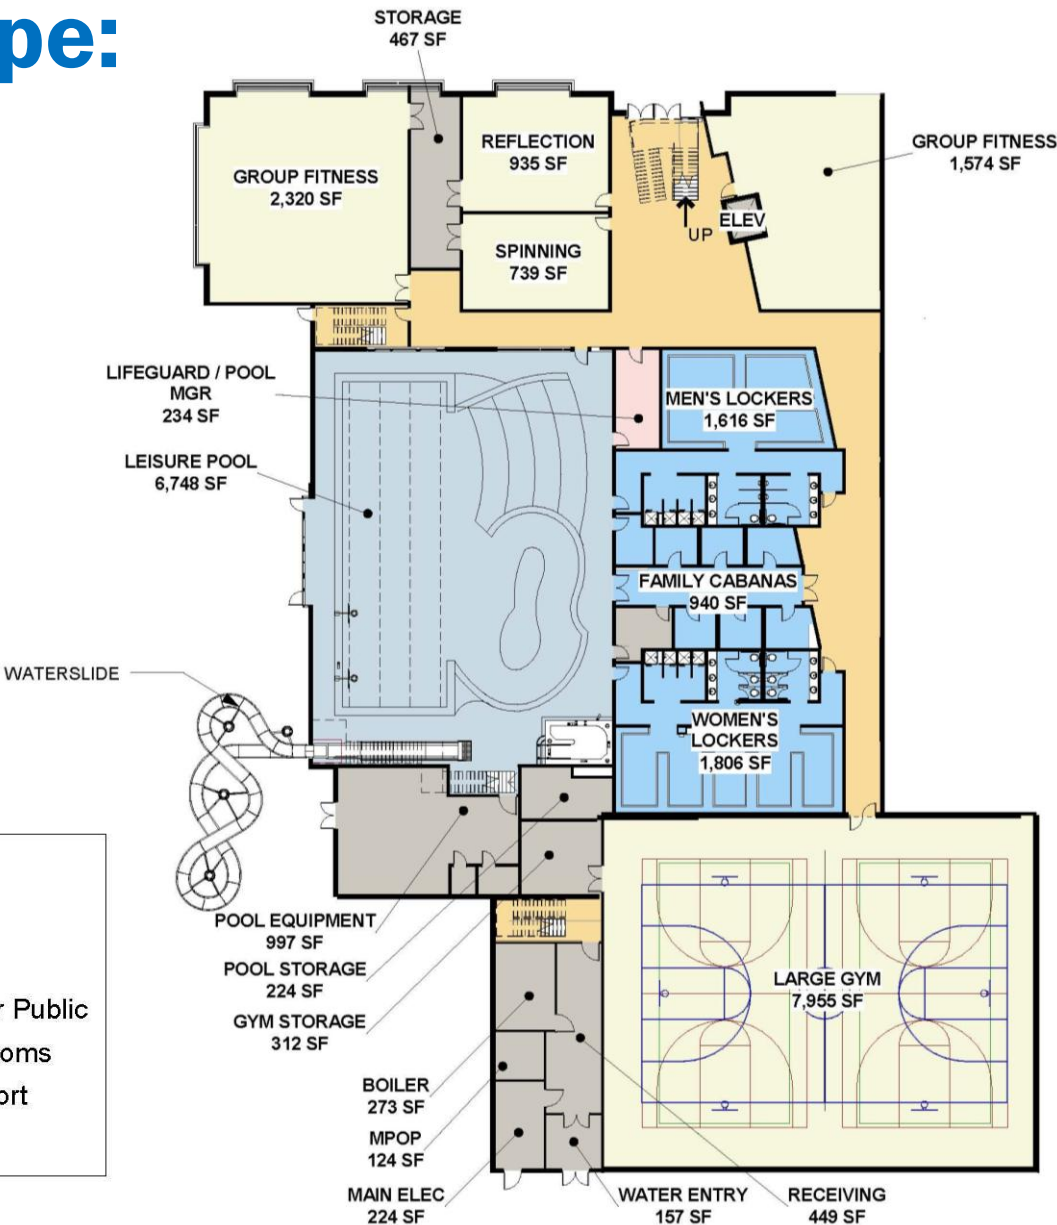 pe:
STORAGE
467 SF
GROUP FITNESS
2,320 SF
REFLECTION
935 SF
SPINNING
739 SF
GROUP FITNESS
1,574 SF
ELEV
UP
LIFEGUARD / POOL
MGR
234 SF
MEN'S LOCKERS
1,616 SF
LEISURE POOL
6,748 SF
FAMILY CABANAS
940 SF
WATERSLIDE
WOMEN'S
LOCKERS
1,806 SF
POOL EQUIPMENT
997 SF
POOL STORAGE
224 SF
GYM STORAGE
312 SF
LARGE GYM
7,955 SF
r Public
oms
ort
BOILER
273 SF
MPOP
124 SF
MAIN ELEC
224 SF
WATER ENTRY
157 SF
RECEIVING
449 SF